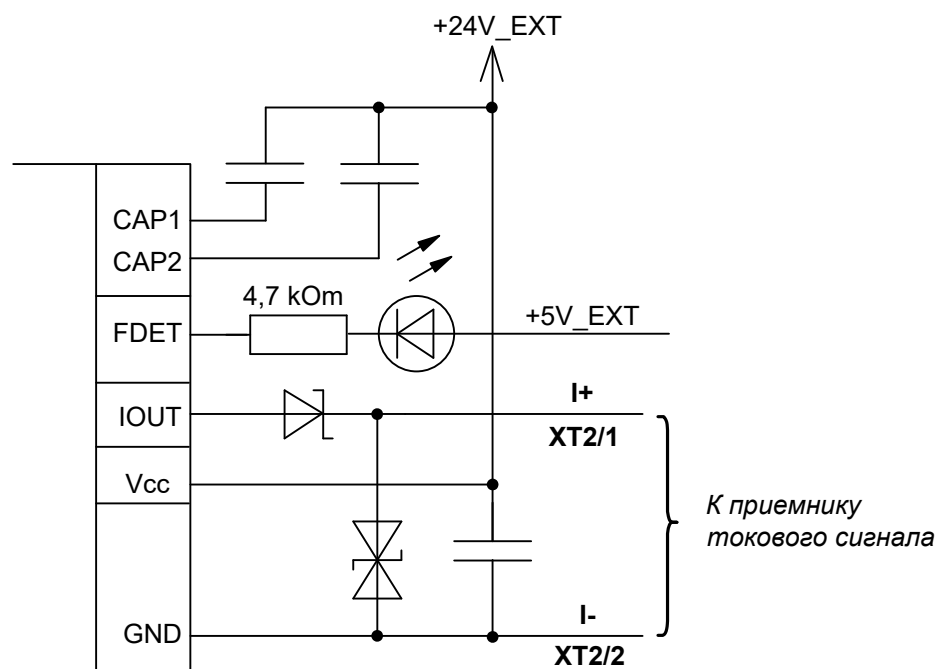 +24V_EXT
CAP1
CAP2
4,7 kOm
FDET
+5V_EXT
IOUT
I+
XT2/1
Vcc
К приемнику
токового сигнала
GND
I-
XT2/2